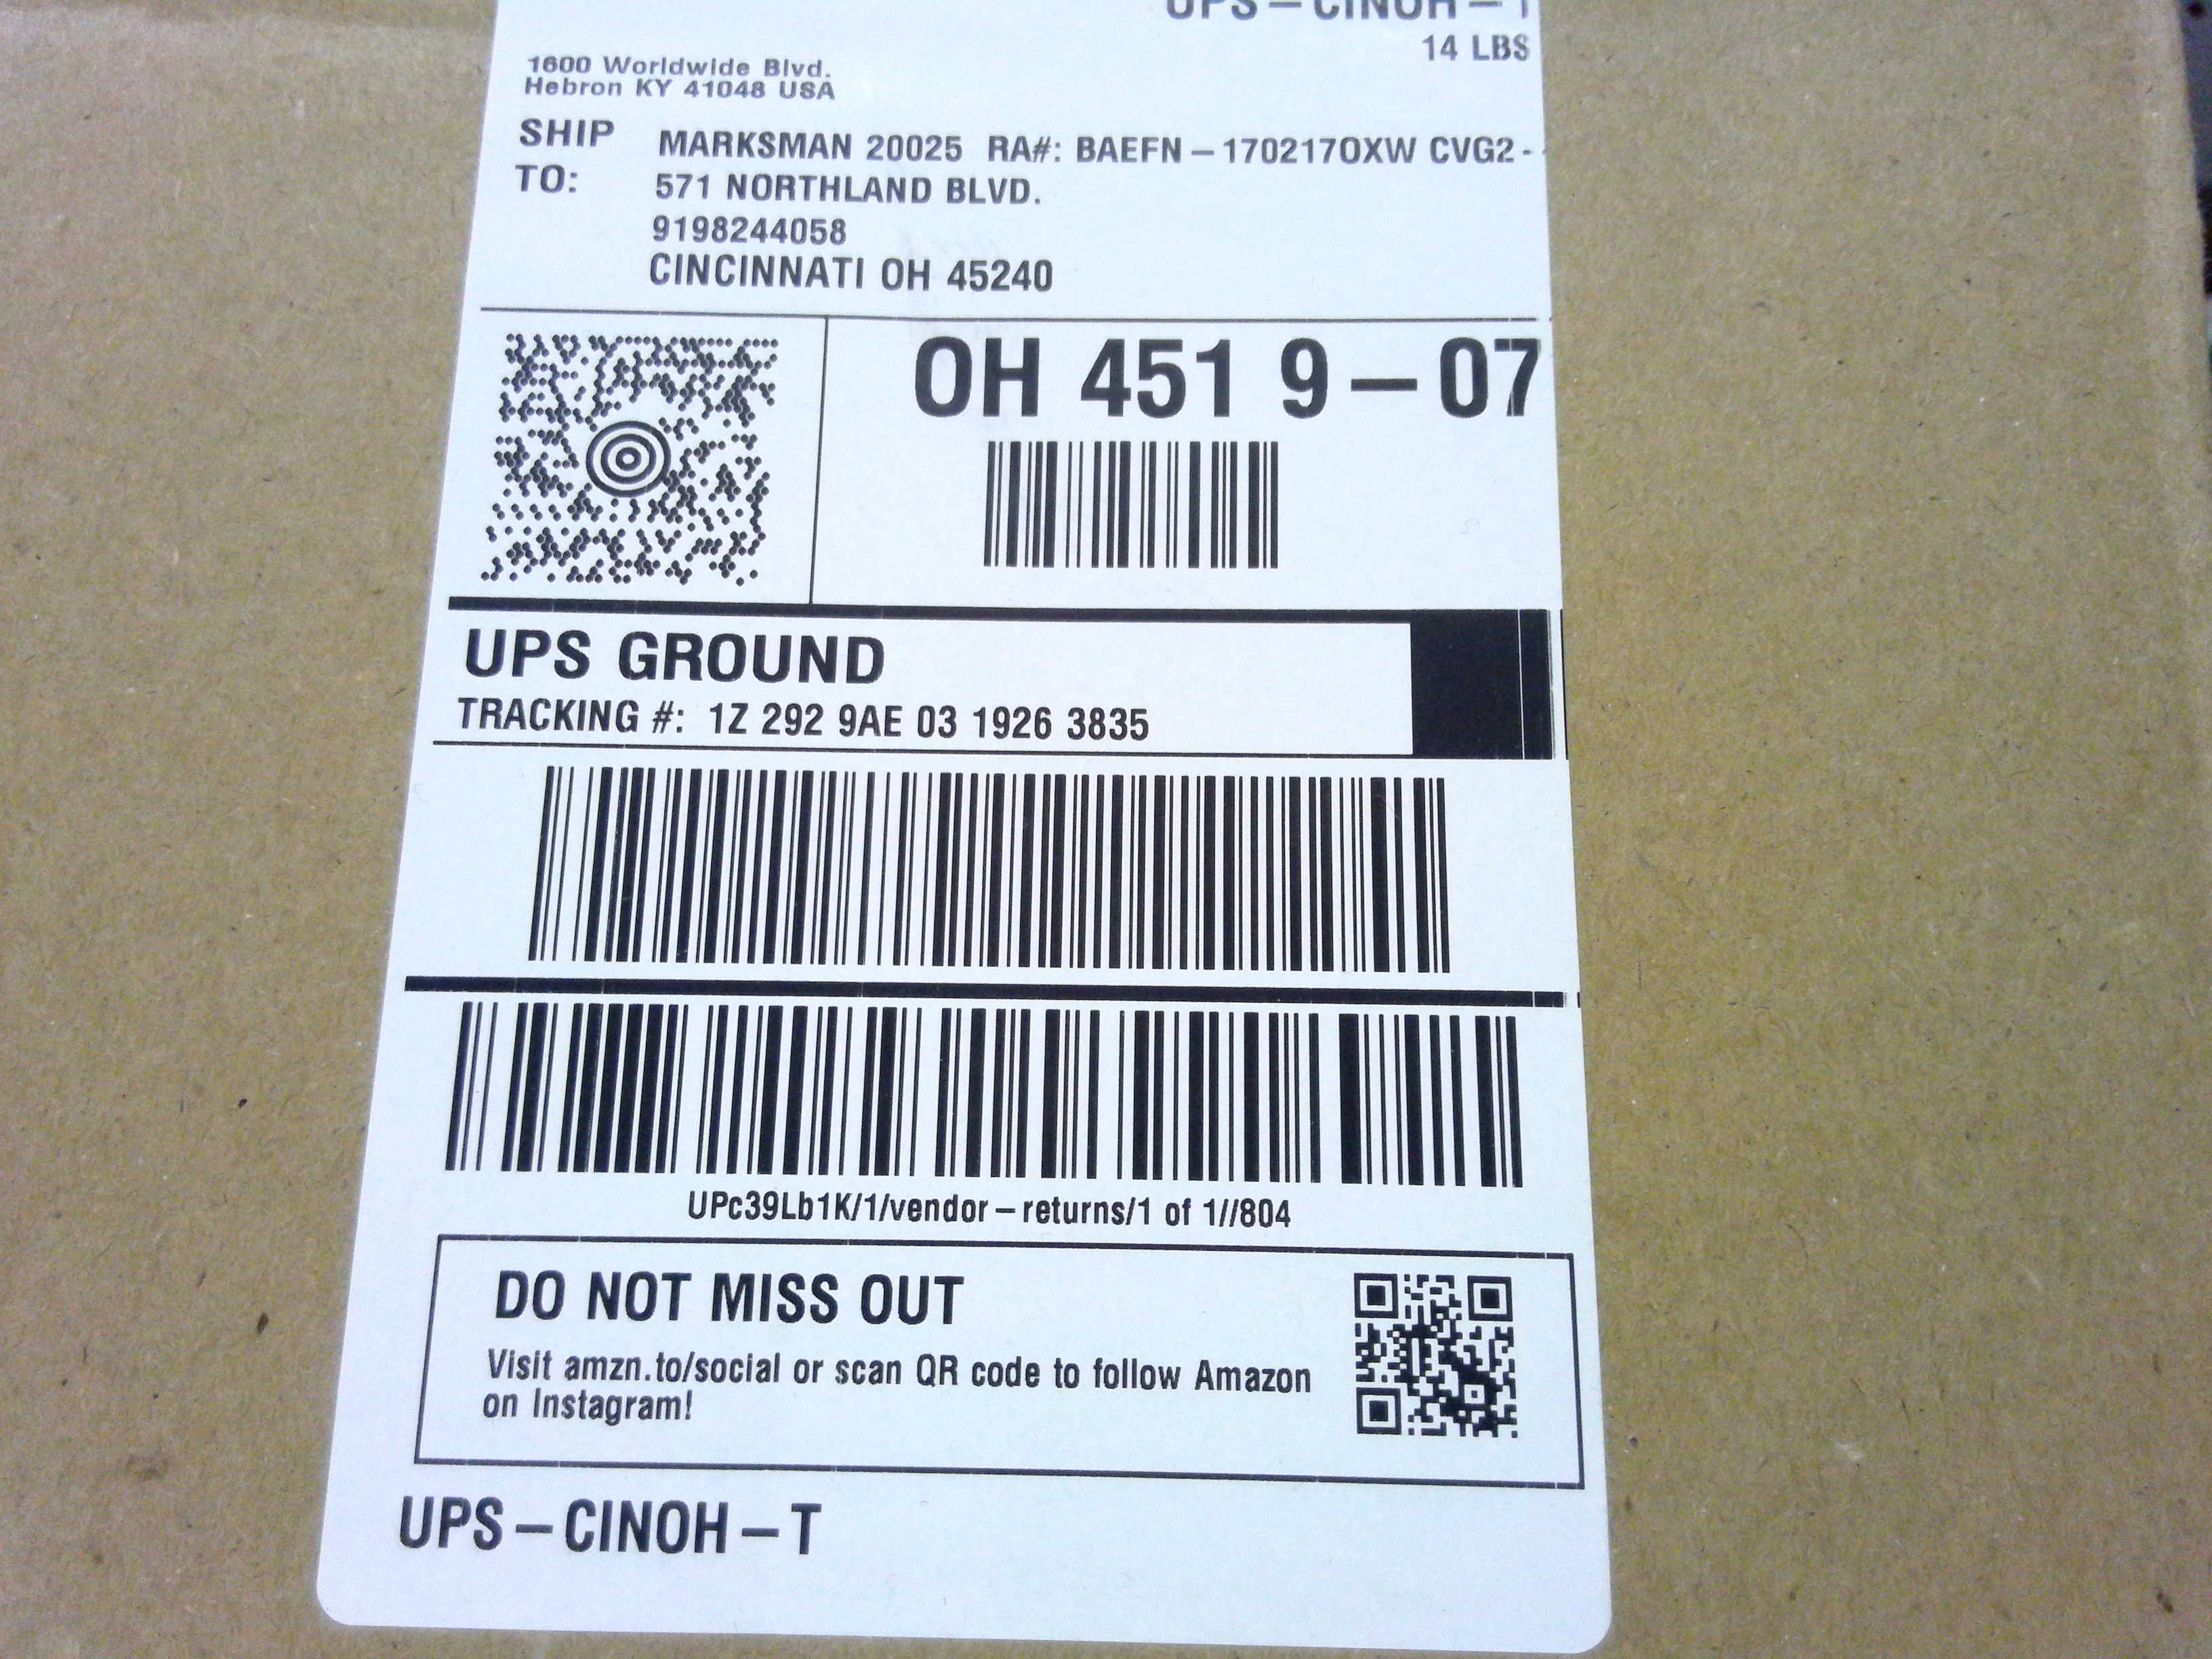 UPS – CINOH – T
14 LBS
1600 Worldwide Blvd.
Hebron KY 41048 USA
SHIP TO:
MARKSMAN 20025 RA#: BAEFN – 170217OXW CVG2 -
571 NORTHLAND BLVD.
9198244058
CINCINNATI OH 45240
OH 451 9 – 07
UPS GROUND
TRACKING #: 1Z 292 9AE 03 1926 3835
UPc39Lb1K/1/vendor – returns/1 of 1//804
DO NOT MISS OUT
Visit amzn.to/social or scan QR code to follow Amazon
on Instagram!
UPS – CINOH – T